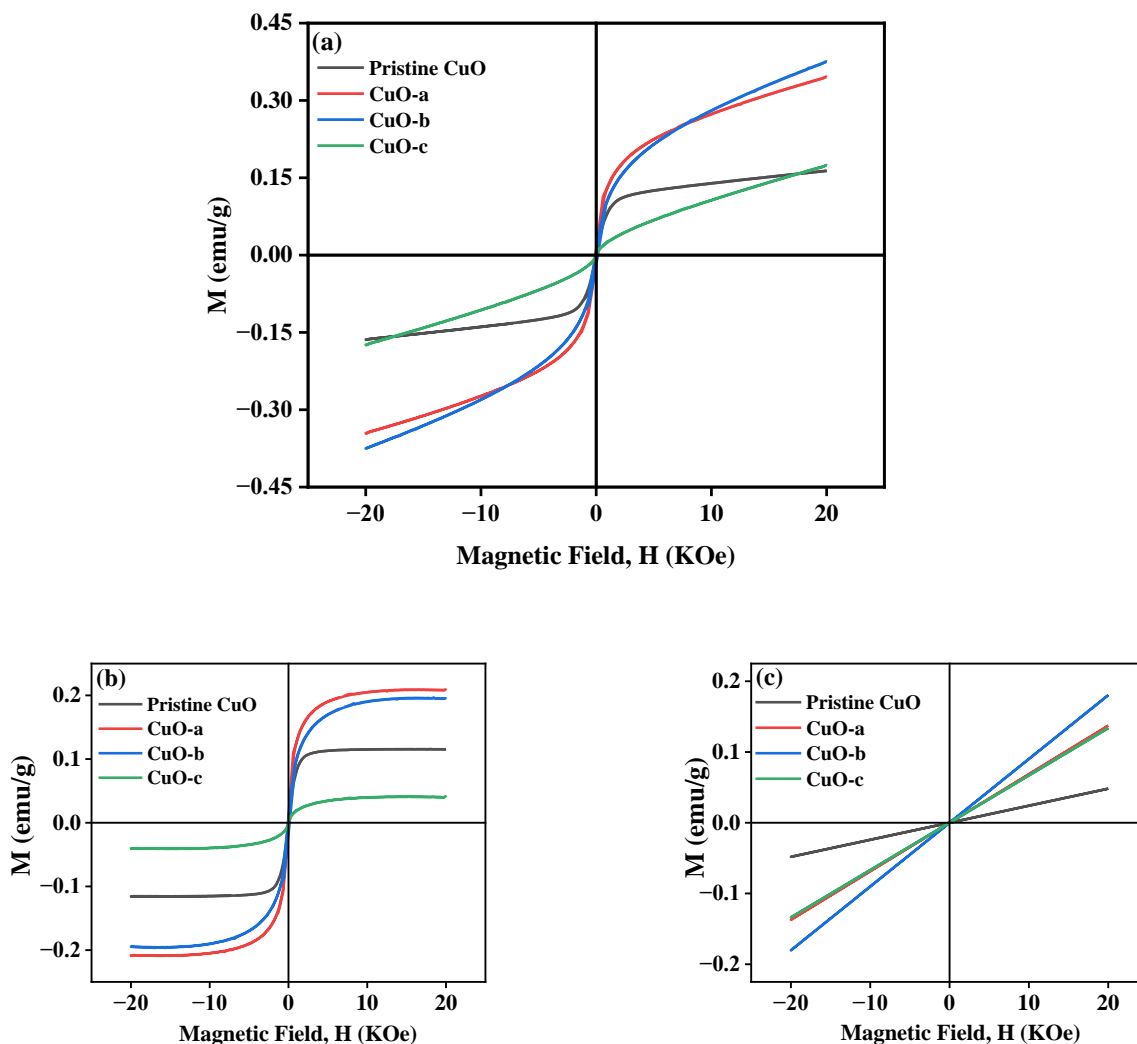 (a)
Pristine CuO
CuO-a
CuO-b
CuO-c
0.45
0.30
0.15
0.00
−0.15
−0.30
−0.45
M (emu/g)
−20 −10 0 10 20
Magnetic Field, H (KOe)
(b)
Pristine CuO
CuO-a
CuO-b
CuO-c
0.2
0.1
0.0
−0.1
−0.2
M (emu/g)
−20 −10 0 10 20
Magnetic Field, H (KOe)
(c)
Pristine CuO
CuO-a
CuO-b
CuO-c
0.2
0.1
0.0
−0.1
−0.2
M (emu/g)
−20 −10 0 10 20
Magnetic Field, H (KOe)